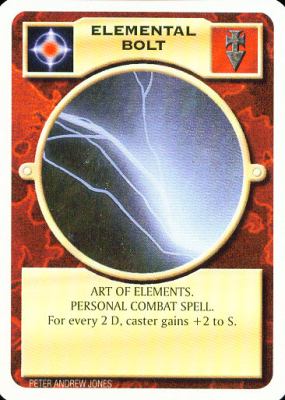 ELEMENTAL
BOLT
ART OF ELEMENTS.
PERSONAL COMBAT SPELL.
For every 2 D, caster gains +2 to S.
PETER ANDREW JONES